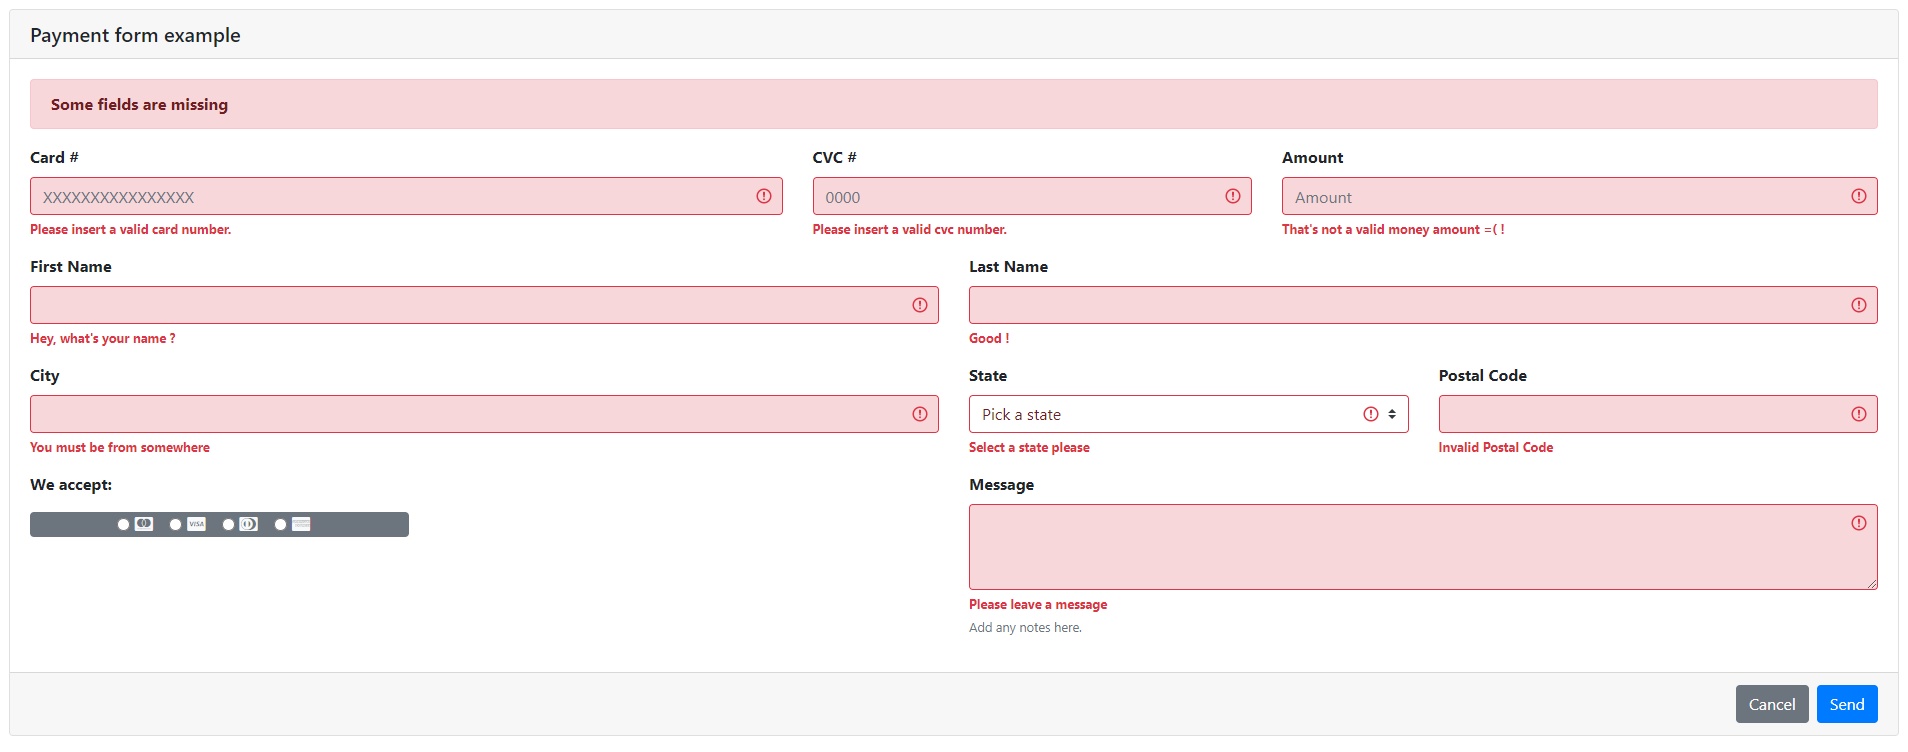 Payment form example
Some fields are missing
Card # CVC # Amount
XXXXXXXXXXXXXXXX 0000 Amount
Please insert a valid card number. Please insert a valid cvc number. That's not a valid money amount =( !
First Name Last Name
Hey, what's your name ? Good !
City State Postal Code
Pick a state
You must be from somewhere Select a state please Invalid Postal Code
We accept: Message
VISA
Please leave a message
Add any notes here.
Cancel Send